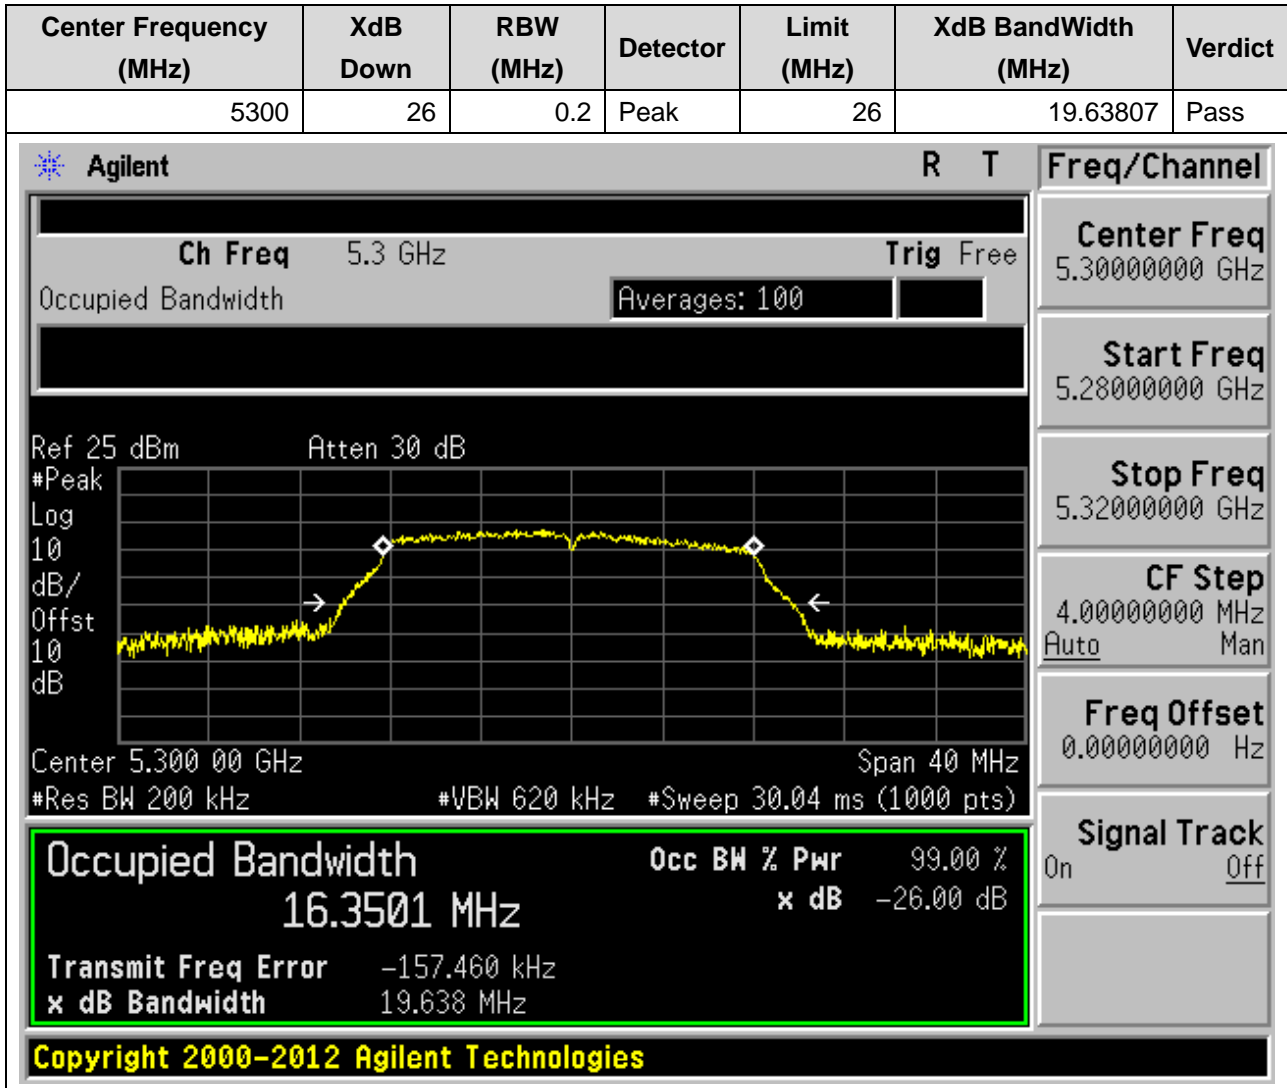 Center Frequency (MHz) XdB Down RBW (MHz) Detector Limit (MHz) XdB BandWidth (MHz) Verdict
5300 26 0.2 Peak 26 19.63807 Pass
Agilent R T
Ch Freq 5.3 GHz Trig Free
Occupied Bandwidth Averages: 100
Ref 25 dBm Atten 30 dB
#Peak
Log
10
dB/
Offst
10
dB
Center 5.300 00 GHz Span 40 MHz
#Res BW 200 kHz #VBW 620 kHz #Sweep 30.04 ms (1000 pts)
Occupied Bandwidth Occ BW % Pwr 99.00 %
16.3501 MHz x dB -26.00 dB
Transmit Freq Error -157.460 kHz
x dB Bandwidth 19.638 MHz
Copyright 2000-2012 Agilent Technologies
Freq/Channel
Center Freq
5.30000000 GHz
Start Freq
5.28000000 GHz
Stop Freq
5.32000000 GHz
CF Step
4.00000000 MHz
Auto Man
Freq Offset
0.00000000 Hz
Signal Track
On Off